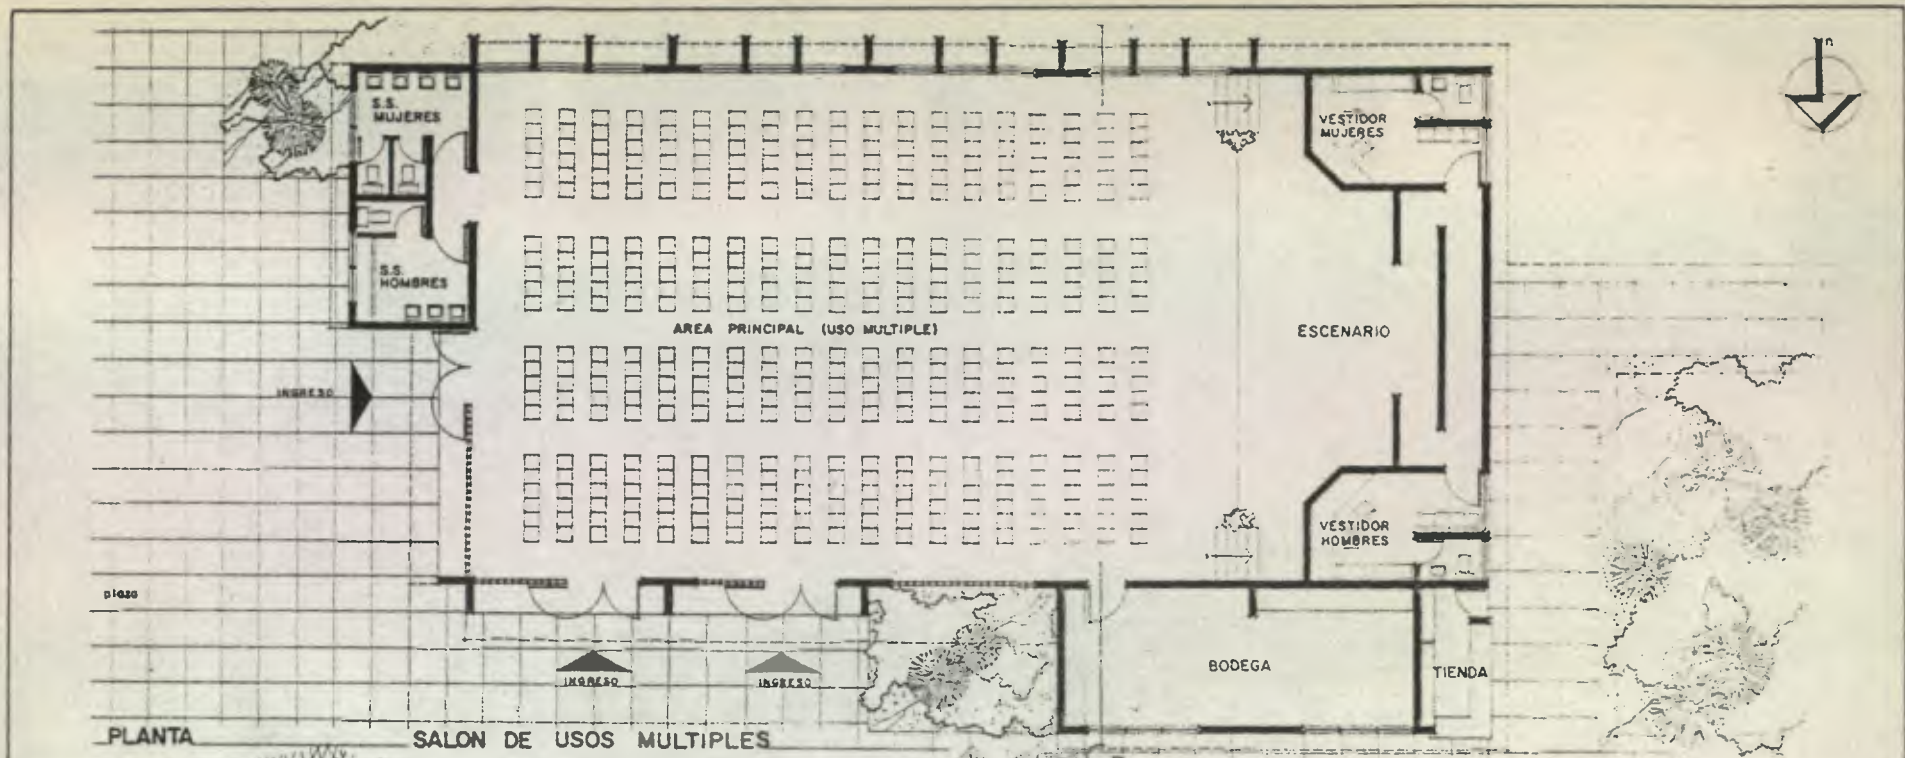 n
S.S.
MUJERES
VESTIDOR
MUJERES
S.S.
HOMBRES
AREA PRINCIPAL (USO MULTIPLE)
ESCENARIO
INGRESO
VESTIDOR
HOMBRES
plaza
BODEGA
TIENDA
INGRESO
INGRESO
PLANTA
SALON DE USOS MULTIPLES